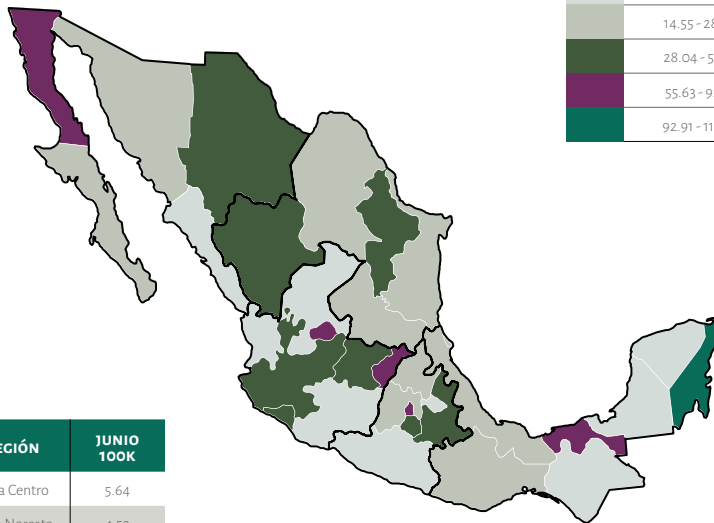 14.55 - 28
28.04 - 5
55.63 - 9
92.91 - 11
EGIÓN JUNIO 100K
a Centro 5.64